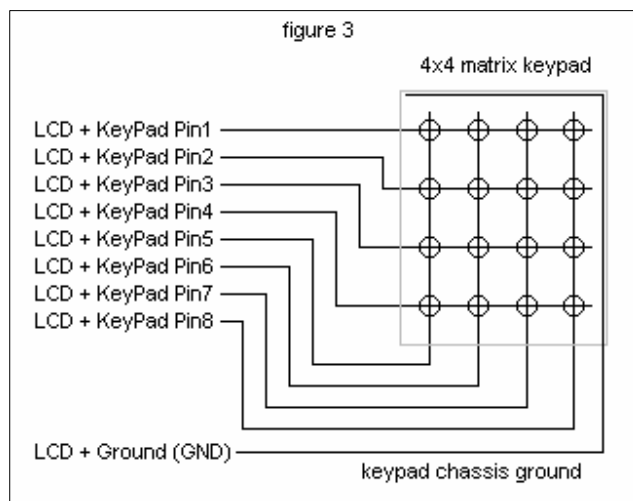 figure 3
4x4 matrix keypad
LCD + KeyPad Pin1
LCD + KeyPad Pin2
LCD + KeyPad Pin3
LCD + KeyPad Pin4
LCD + KeyPad Pin5
LCD + KeyPad Pin6
LCD + KeyPad Pin7
LCD + KeyPad Pin8
LCD + Ground (GND)
keypad chassis ground